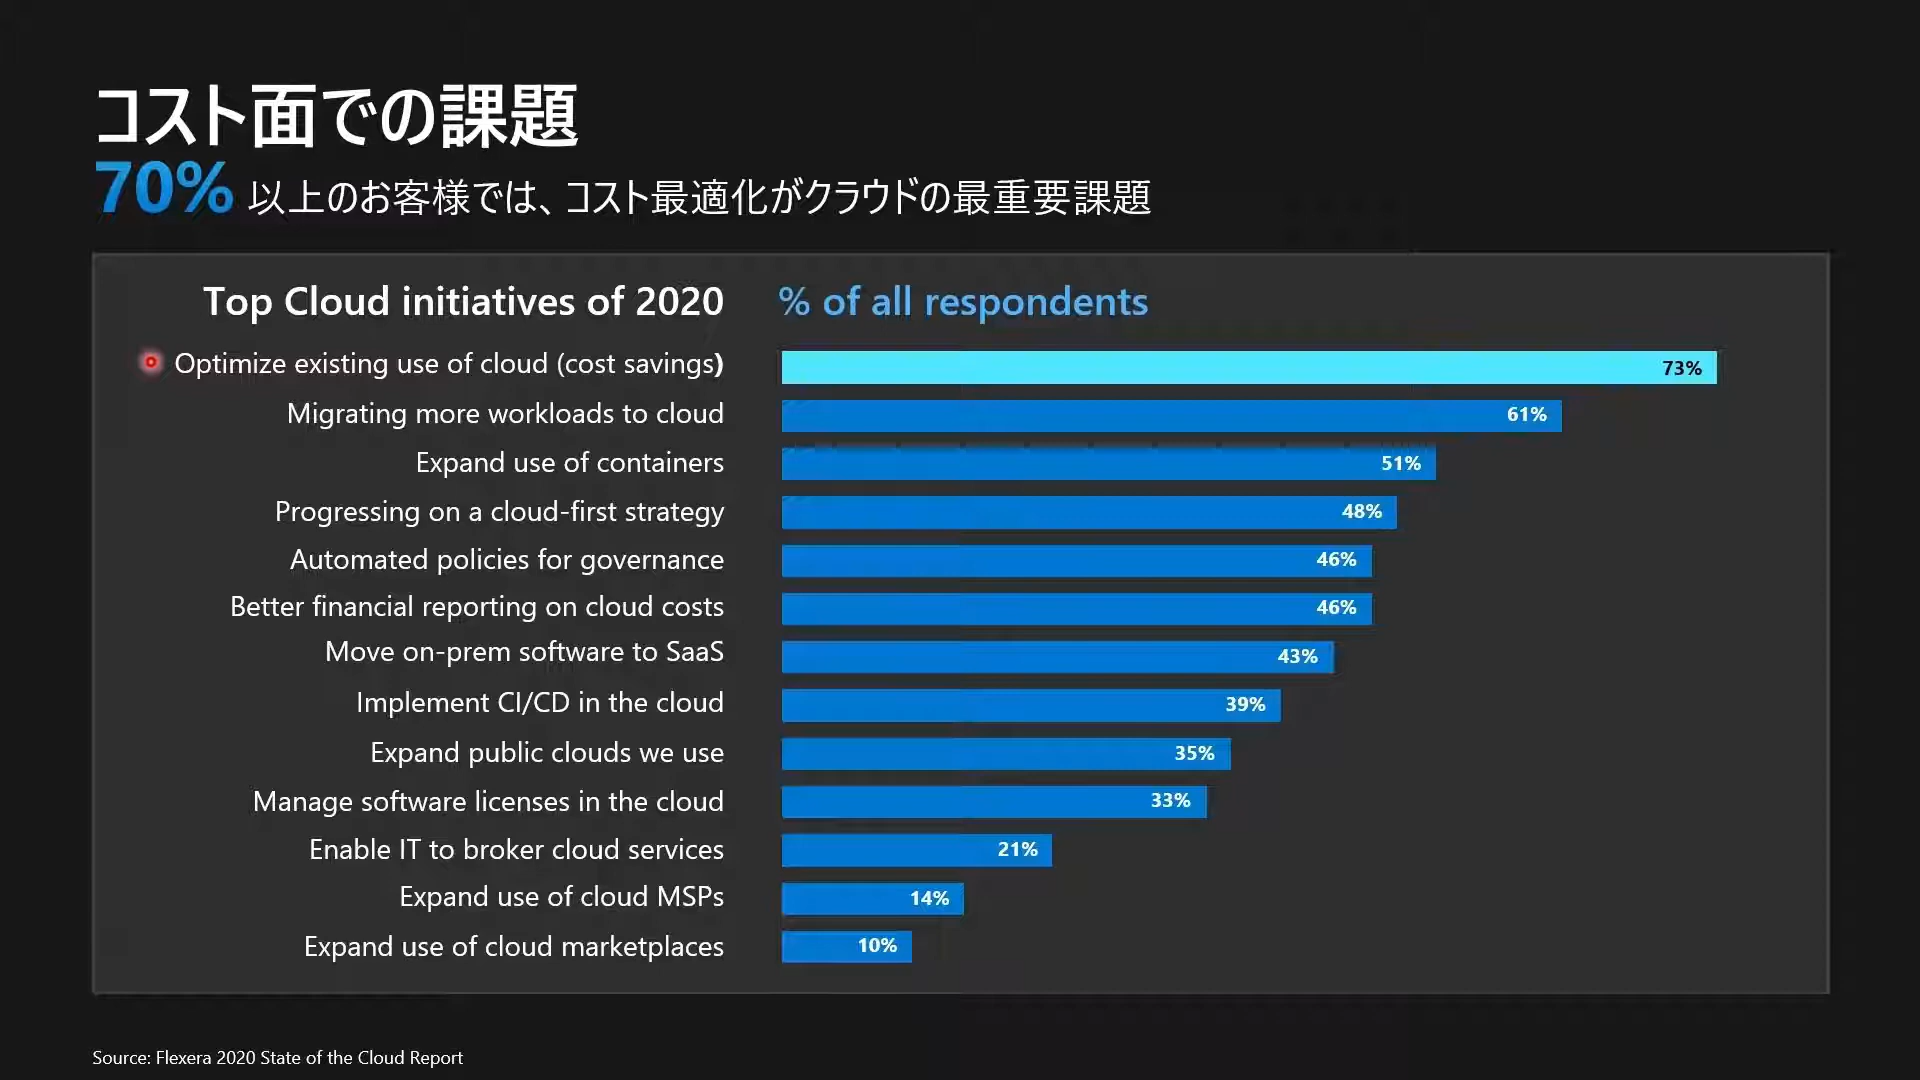 コスト面での課題
70% 以上のお客様では、コスト最適化がクラウドの最重要課題
Top Cloud initiatives of 2020 % of all respondents
Optimize existing use of cloud (cost savings) 73%
Migrating more workloads to cloud 61%
Expand use of containers 51%
Progressing on a cloud-first strategy 48%
Automated policies for governance 46%
Better financial reporting on cloud costs 46%
Move on-prem software to SaaS 43%
Implement CI/CD in the cloud 39%
Expand public clouds we use 35%
Manage software licenses in the cloud 33%
Enable IT to broker cloud services 21%
Expand use of cloud MSPs 14%
Expand use of cloud marketplaces 10%
Source: Flexera 2020 State of the Cloud Report